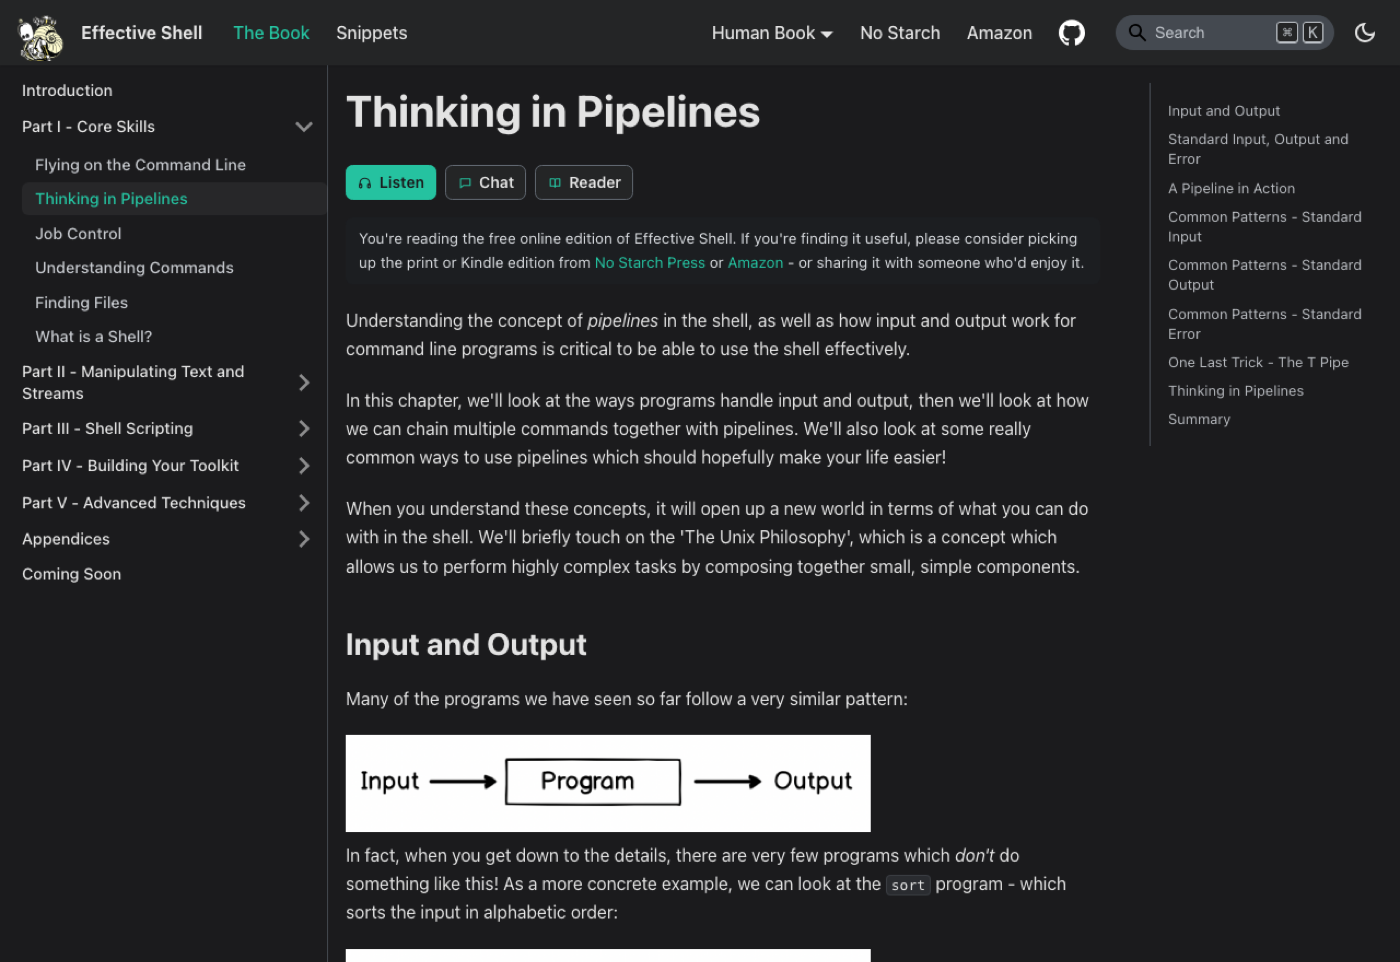 Effective Shell The Book Snippets Human Book No Starch Amazon Search ⌘ K
Introduction
Part I - Core Skills
Flying on the Command Line
Thinking in Pipelines
Job Control
Understanding Commands
Finding Files
What is a Shell?
Part II - Manipulating Text and
Streams
Part III - Shell Scripting
Part IV - Building Your Toolkit
Part V - Advanced Techniques
Appendices
Coming Soon
Thinking in Pipelines
Listen Chat Reader
You're reading the free online edition of Effective Shell. If you're finding it useful, please consider picking
up the print or Kindle edition from No Starch Press or Amazon - or sharing it with someone who'd enjoy it.
Understanding the concept of pipelines in the shell, as well as how input and output work for
command line programs is critical to be able to use the shell effectively.
In this chapter, we'll look at the ways programs handle input and output, then we'll look at how
we can chain multiple commands together with pipelines. We'll also look at some really
common ways to use pipelines which should hopefully make your life easier!
When you understand these concepts, it will open up a new world in terms of what you can do
with in the shell. We'll briefly touch on the 'The Unix Philosophy', which is a concept which
allows us to perform highly complex tasks by composing together small, simple components.
Input and Output
Many of the programs we have seen so far follow a very similar pattern:
Input Program Output
In fact, when you get down to the details, there are very few programs which don't do
something like this! As a more concrete example, we can look at the sort program - which
sorts the input in alphabetic order:
Input and Output
Standard Input, Output and
Error
A Pipeline in Action
Common Patterns - Standard
Input
Common Patterns - Standard
Output
Common Patterns - Standard
Error
One Last Trick - The T Pipe
Thinking in Pipelines
Summary